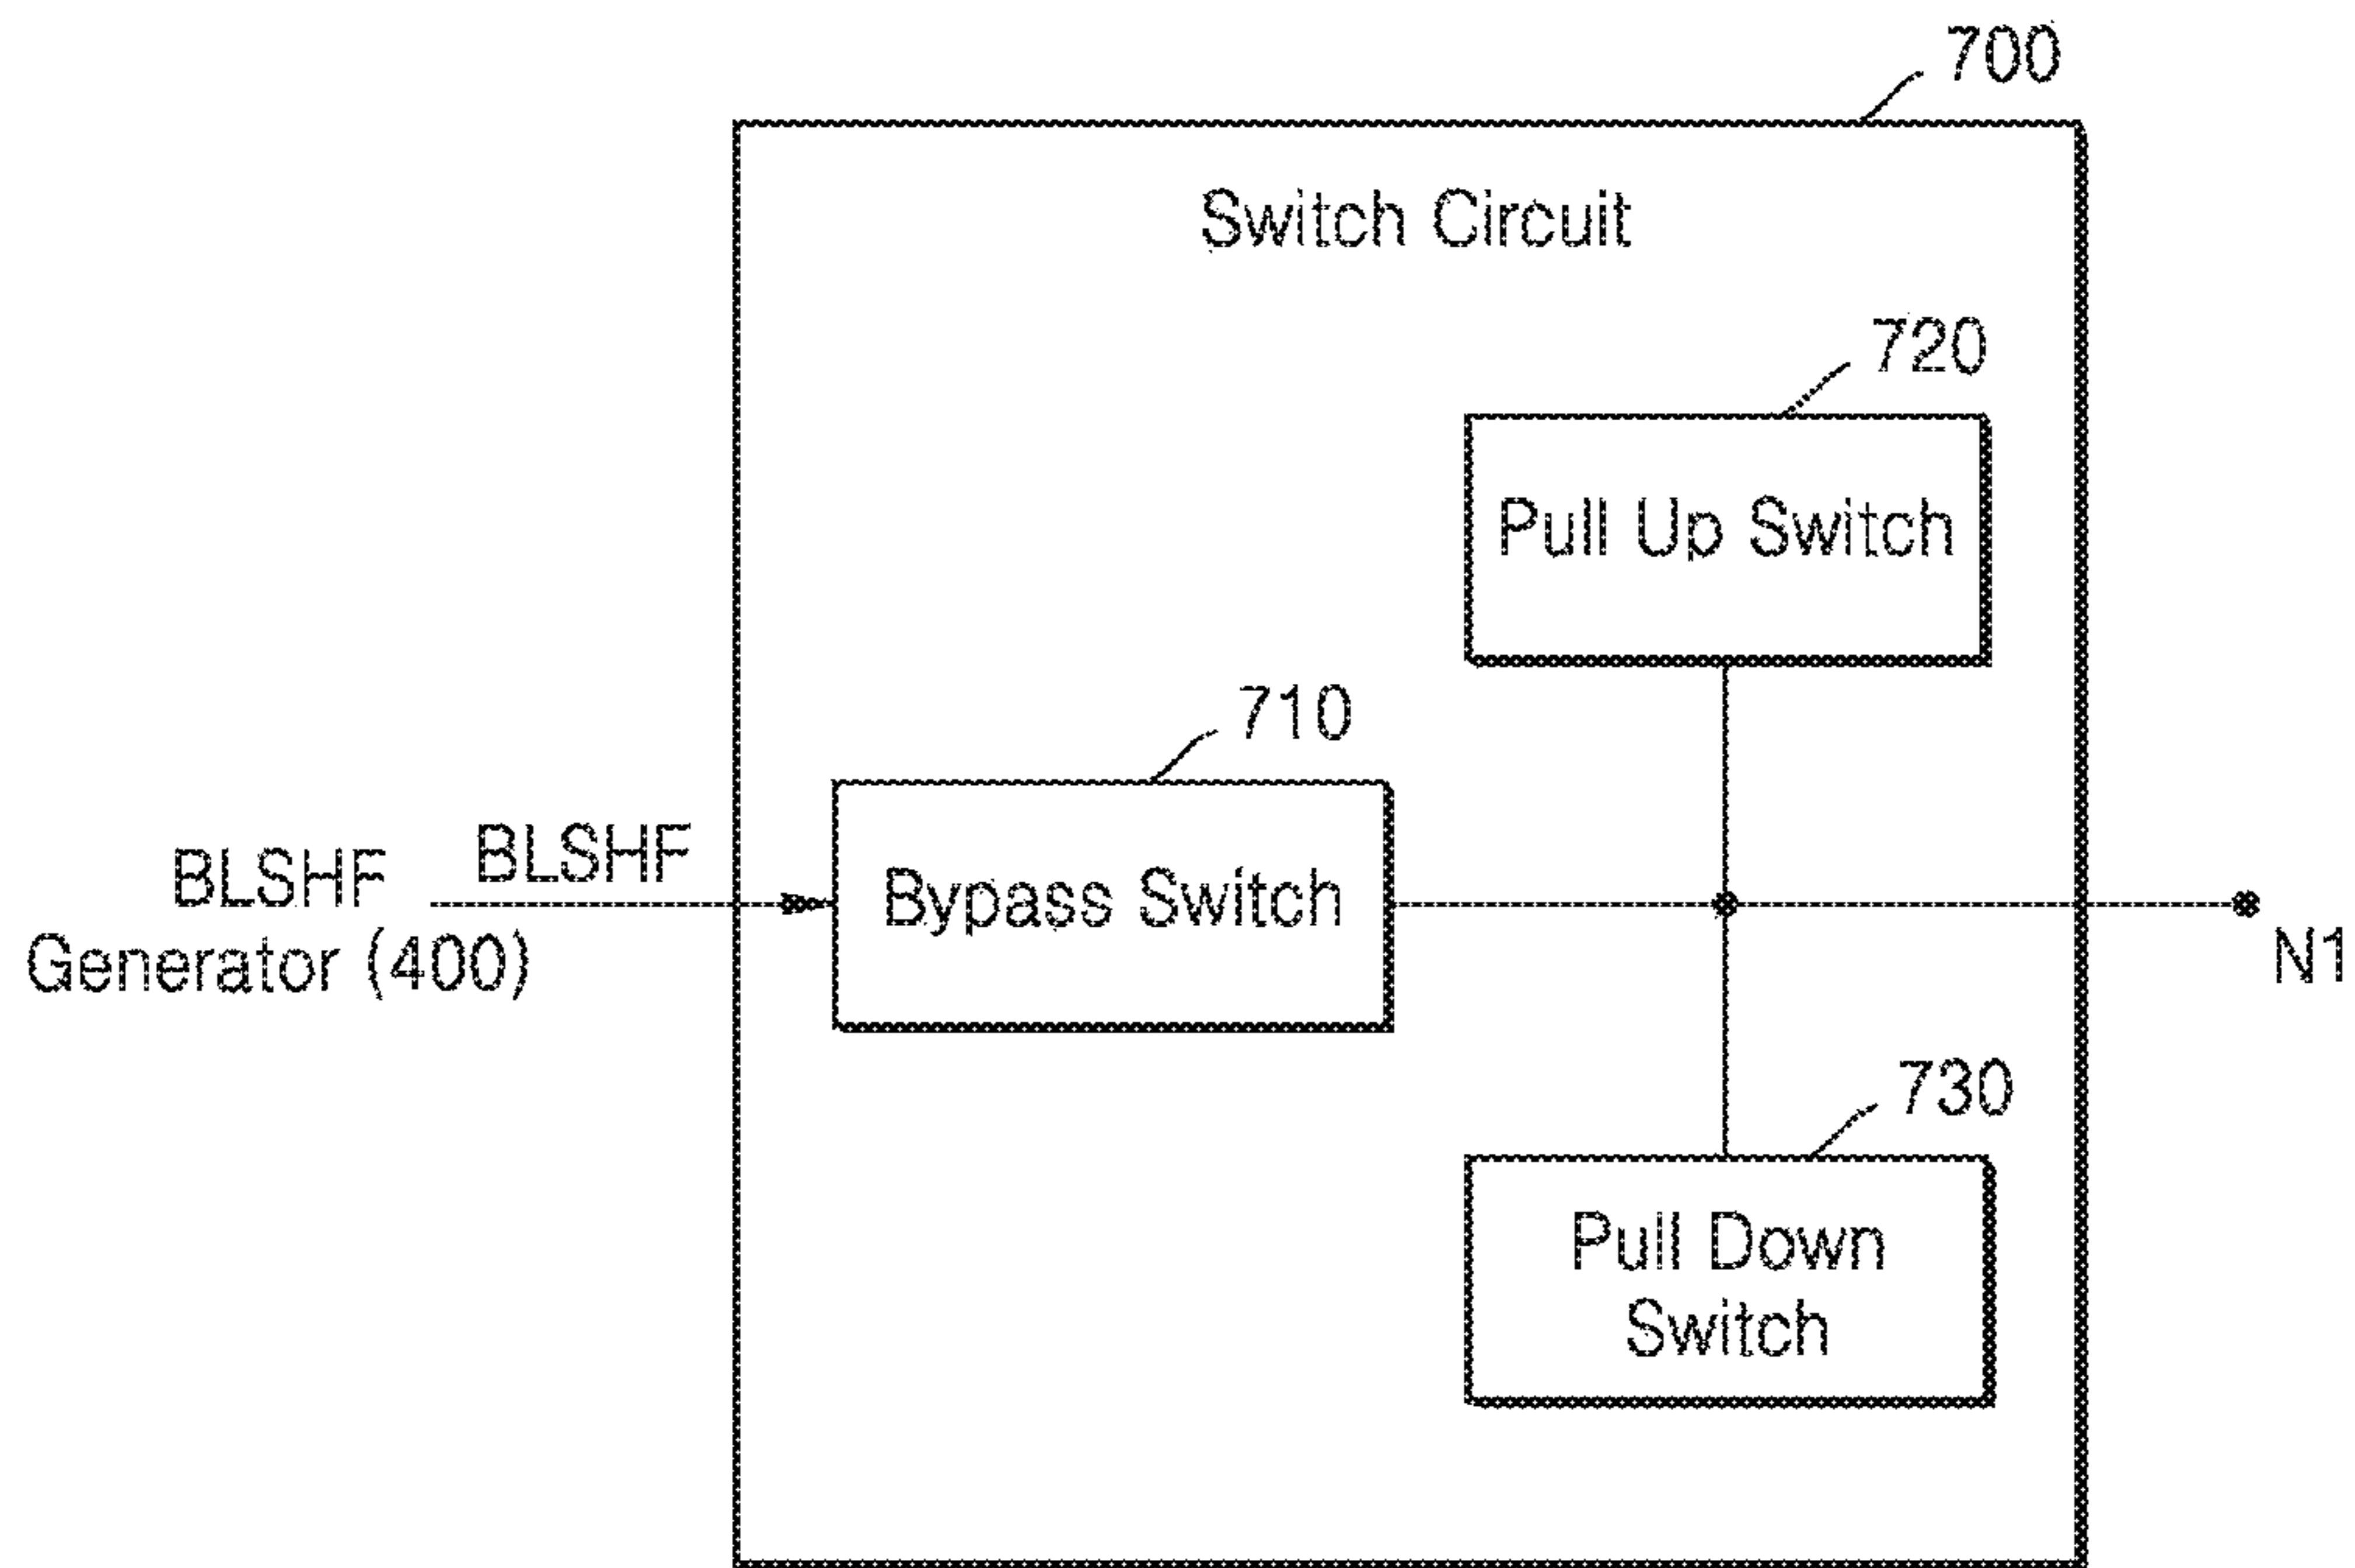 700
Switch Circuit
720
Pull Up Switch
710
BLSHF
BLSHF
Generator (400)
Bypass Switch
N1
730
Pull Down
Switch